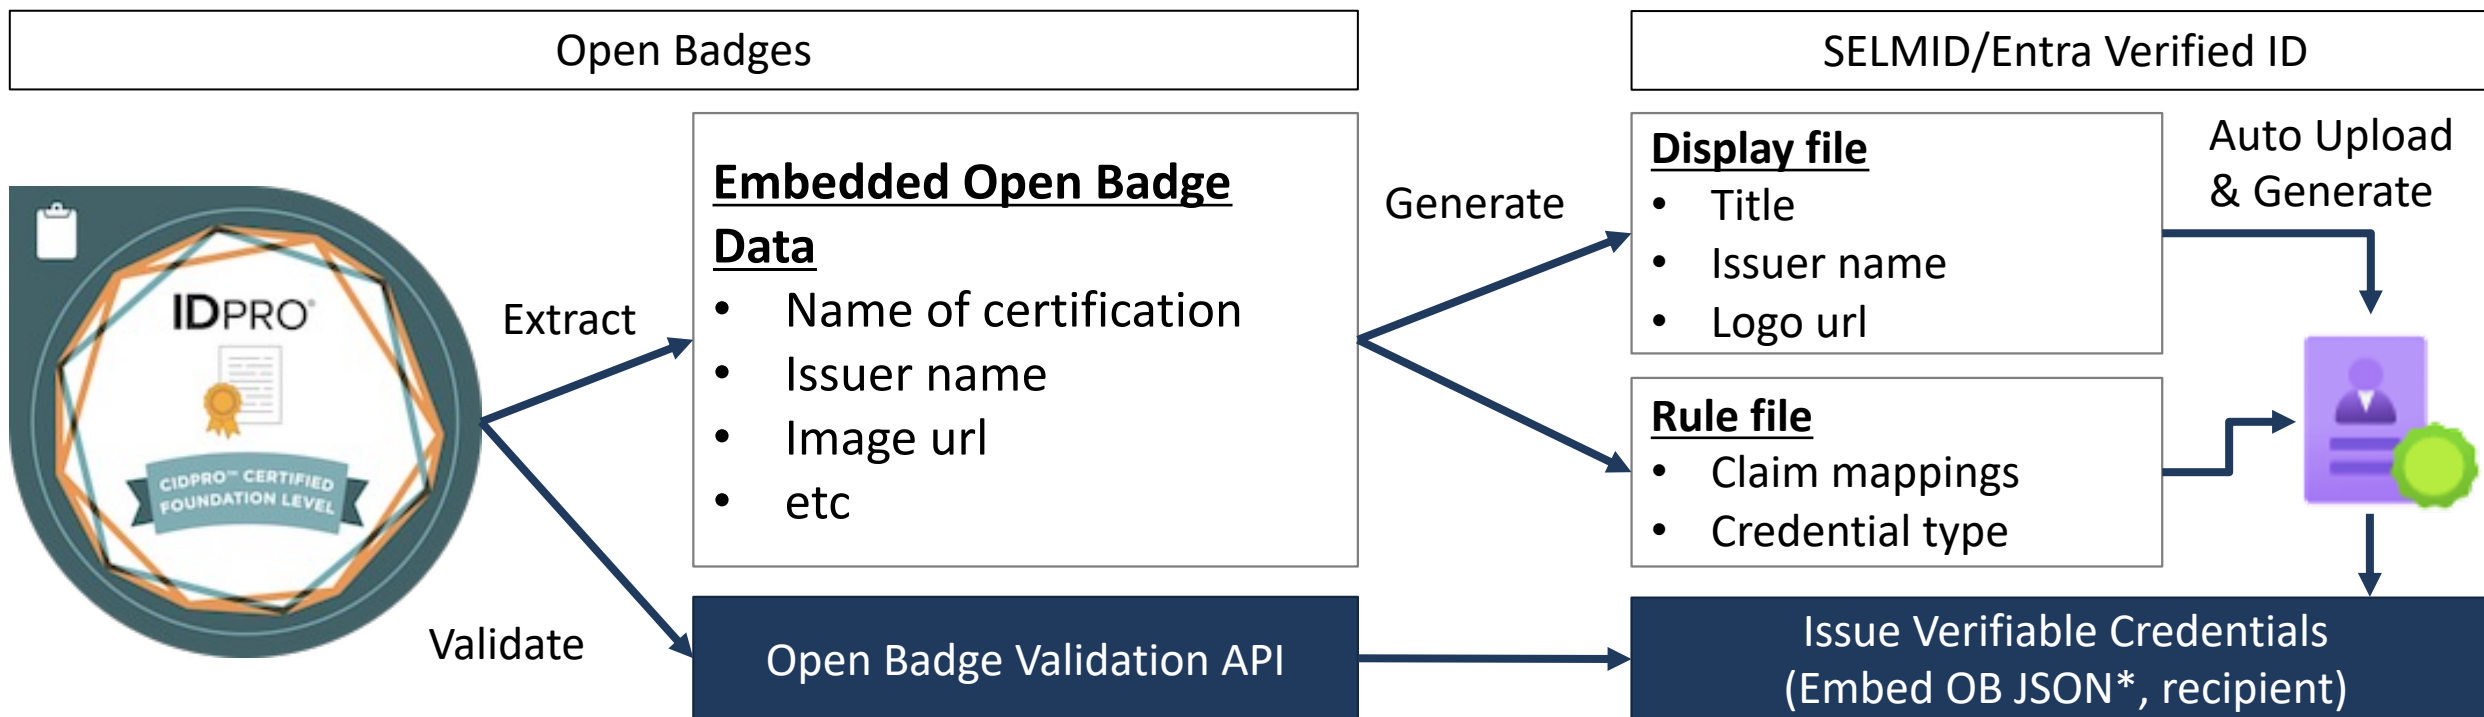 Open Badges
SELMID/Entra Verified ID
IDPRO®
CIDPRO™ CERTIFIED
FOUNDATION LEVEL
Extract
Validate
Embedded Open Badge
Data
• Name of certification
• Issuer name
• Image url
• etc
Open Badge Validation API
Generate
Display file
• Title
• Issuer name
• Logo url
Rule file
• Claim mappings
• Credential type
Auto Upload
& Generate
Issue Verifiable Credentials
(Embed OB JSON*, recipient)